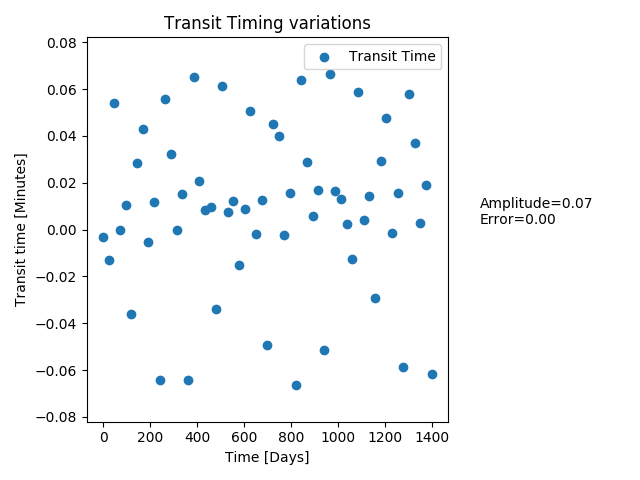 Transit Timing variations
Transit Time
0.08
0.06
0.04
0.02
0.00
−0.02
−0.04
−0.06
−0.08
Transit time [Minutes]
0 200 400 600 800 1000 1200 1400
Time [Days]
Amplitude=0.07
Error=0.00